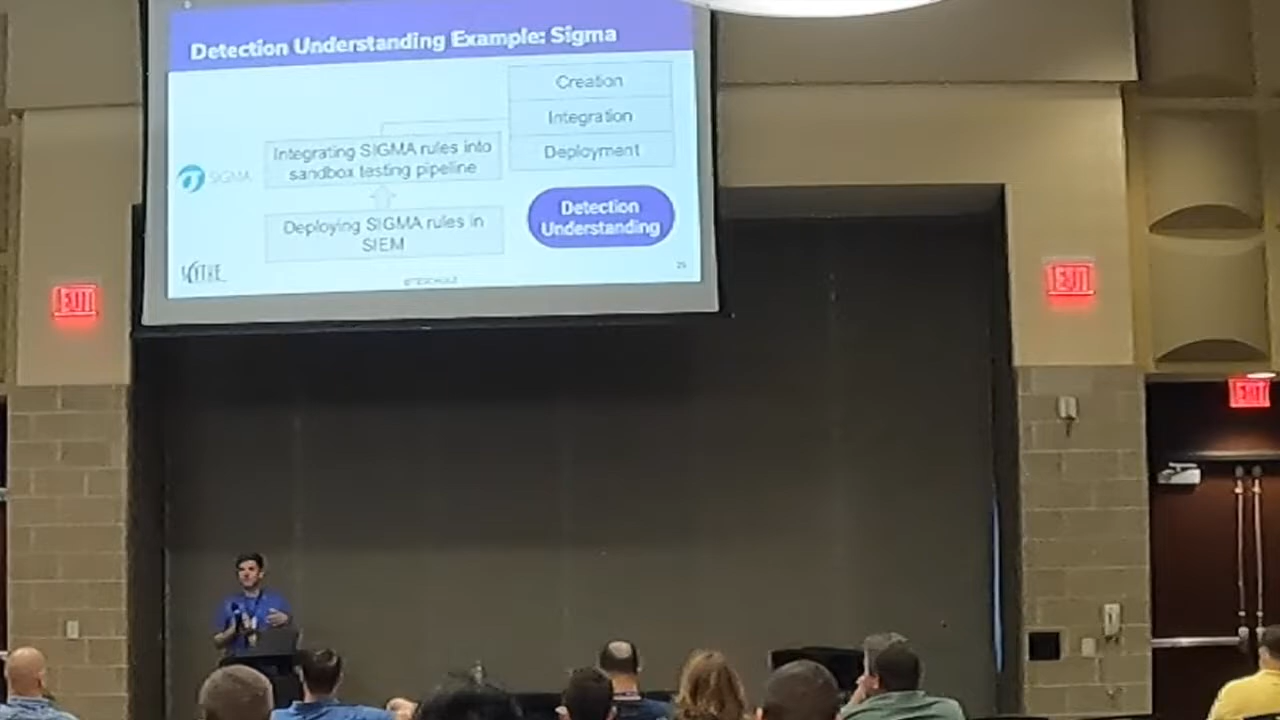 Detection Understanding Example: Sigma
Creation
Integration
Deployment
Integrating SIGMA rules into
sandbox testing pipeline
SIGMA
Deploying SIGMA rules in
SIEM
Detection
Understanding
SCYTHE
EXIT
EXIT
EXIT